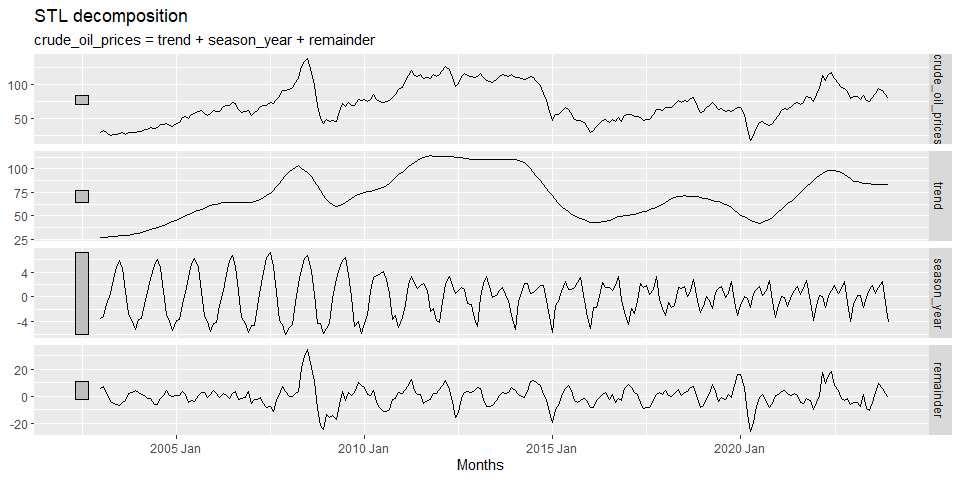 STL decomposition
crude_oil_prices = trend + season_year + remainder
100
50
crude_oil_prices
100
75
50
25
trend
4
0
-4
season_year
20
0
-20
remainder
2005 Jan
2010 Jan
2015 Jan
2020 Jan
Months